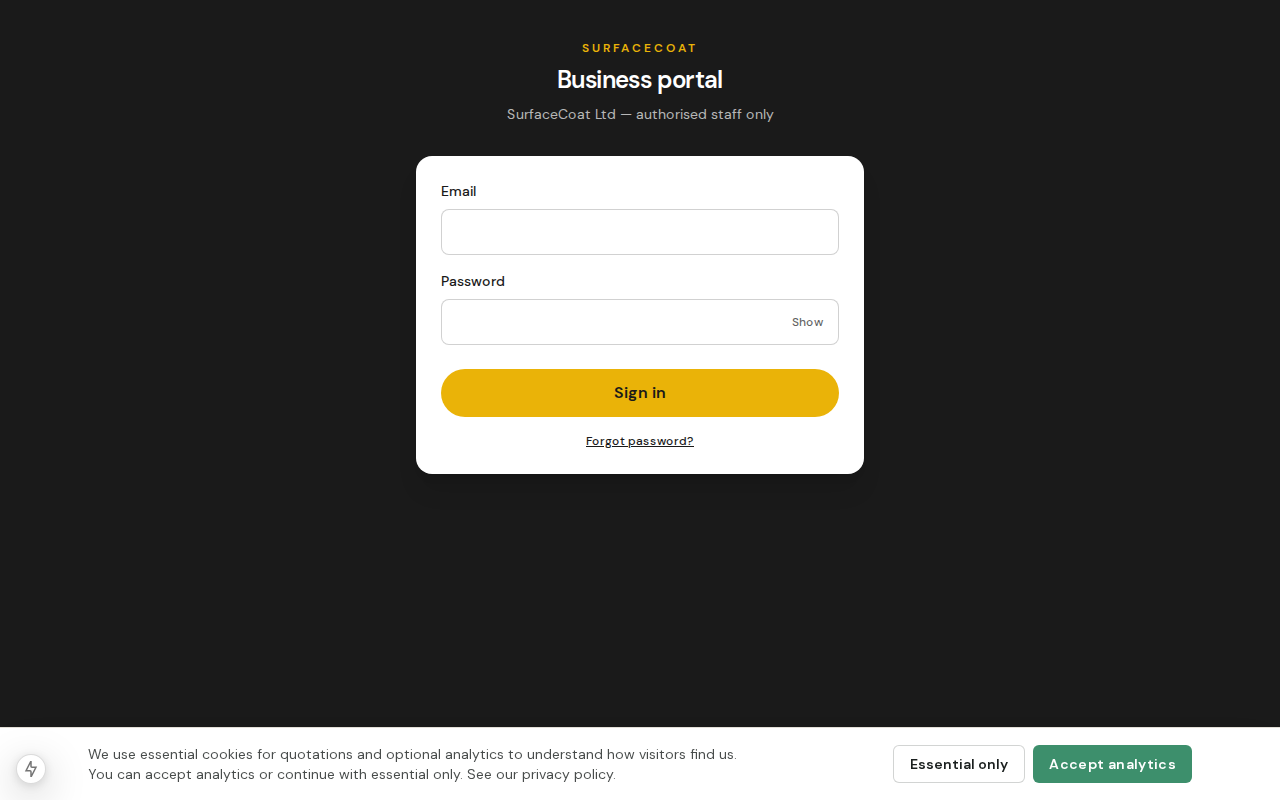 SURFACECOAT
Business portal
SurfaceCoat Ltd — authorised staff only
Email
Password
Show
Sign in
Forgot password?
We use essential cookies for quotations and optional analytics to understand how visitors find us.
You can accept analytics or continue with essential only. See our privacy policy.
Essential only
Accept analytics